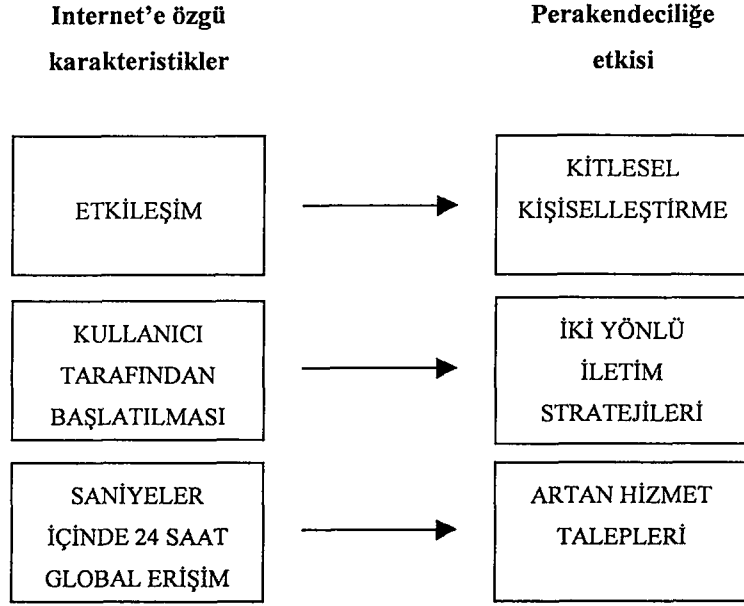 Internet’e özgü
karakteristikler
Perakendeciliğe
etkisi
ETKİLEŞİM
KİTLESEL
KİŞİSELLEŞTİRME
KULLANICI
TARAFINDAN
BAŞLATILMASI
İKİ YÖNLÜ
İLETİM
STRATEJİLERİ
SANİYELER
İÇİNDE 24 SAAT
GLOBAL ERİŞİM
ARTAN HİZMET
TALEPLERİ